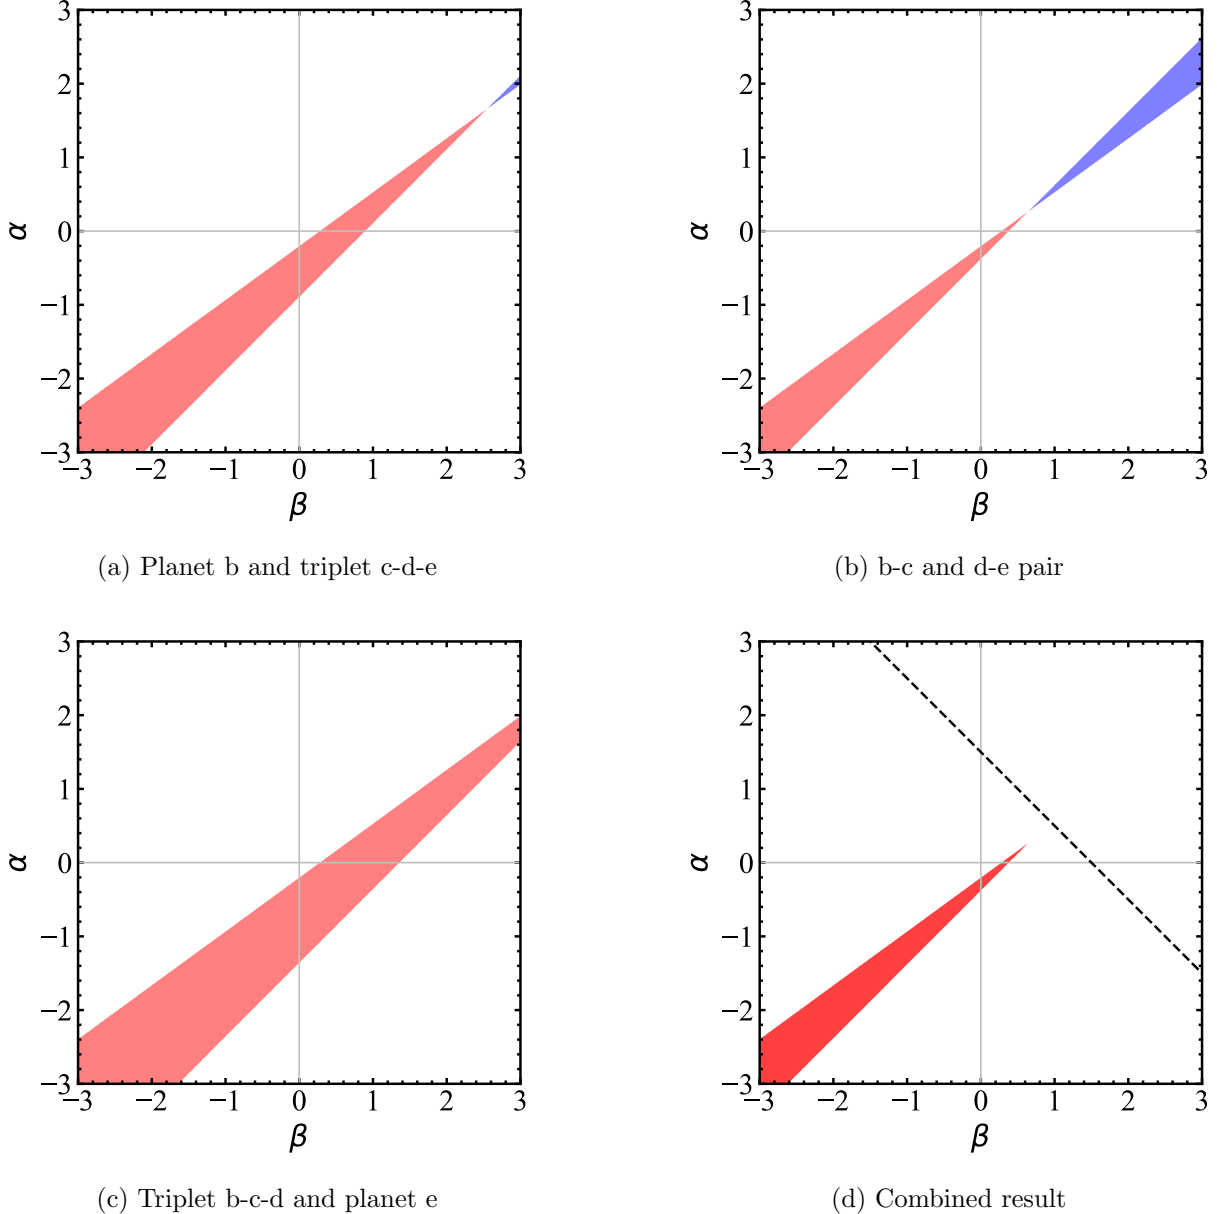 3
2
1
0
−1
−2
−3
α
−3 −2 −1 0 1 2 3
β
(a) Planet b and triplet c-d-e
3
2
1
0
−1
−2
−3
α
−3 −2 −1 0 1 2 3
β
(b) b-c and d-e pair
3
2
1
0
−1
−2
−3
α
−3 −2 −1 0 1 2 3
β
(c) Triplet b-c-d and planet e
3
2
1
0
−1
−2
−3
α
−3 −2 −1 0 1 2 3
β
(d) Combined result